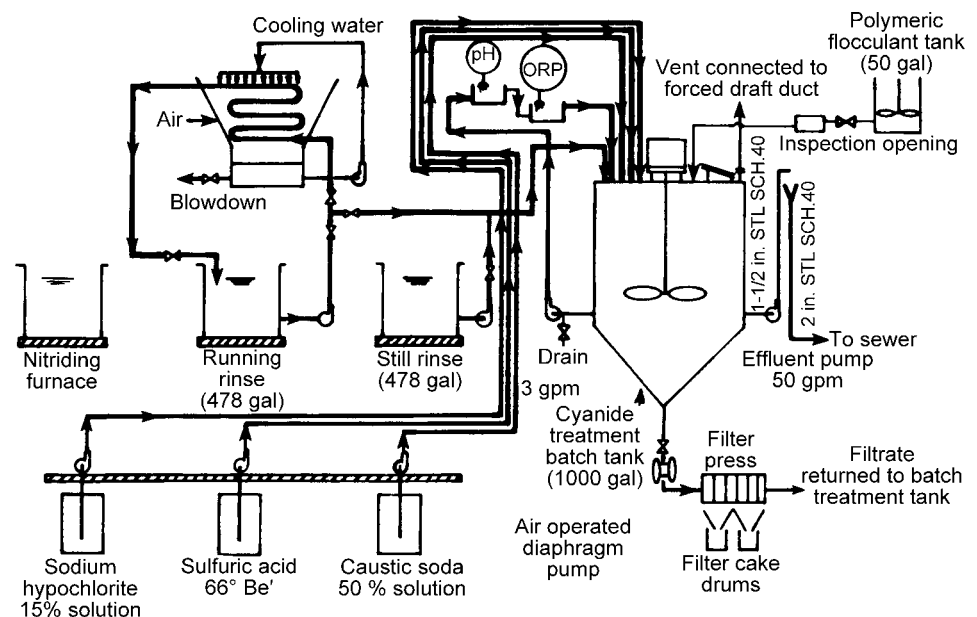 Cooling water
Air
Blowdown
pH
ORP
Polymeric
flocculant tank
(50 gal)
Vent connected to
forced draft duct
Inspection opening
1-1/2 in. STL SCH.40
2 in. STL SCH.40
Nitriding
furnace
Running
rinse
(478 gal)
Still rinse
(478 gal)
Drain
3 gpm
To sewer
Effluent pump
50 gpm
Cyanide
treatment
batch tank
(1000 gal)
Filter
press
Filtrate
returned to batch
treatment tank
Air operated
diaphragm
pump
Filter cake
drums
Sodium
hypochlorite
15% solution
Sulfuric acid
66° Be'
Caustic soda
50 % solution